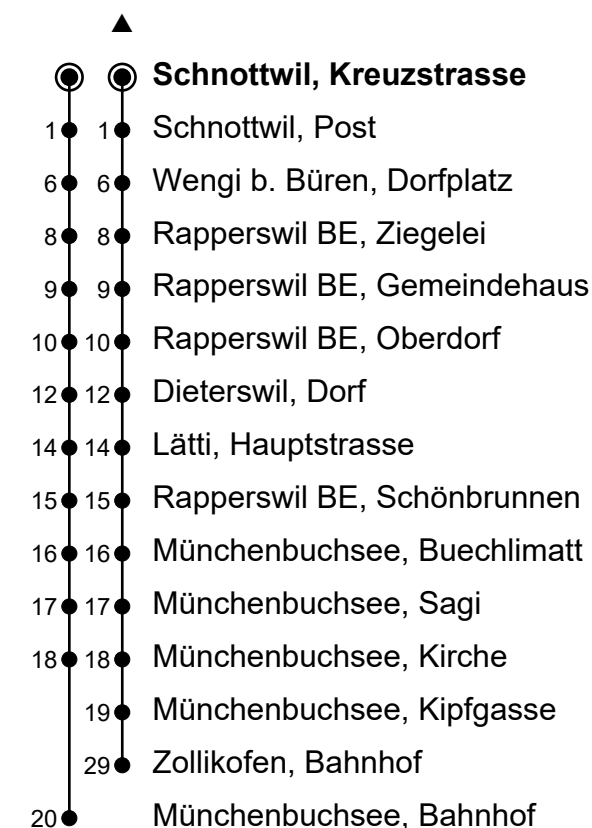 ▲
Schnottwil, Kreuzstrasse
1 1 Schnottwil, Post
6 6 Wengi b. Büren, Dorfplatz
8 8 Rapperswil BE, Ziegelei
9 9 Rapperswil BE, Gemeindehaus
10 10 Rapperswil BE, Oberdorf
12 12 Dieterswil, Dorf
14 14 Lätti, Hauptstrasse
15 15 Rapperswil BE, Schönbrunnen
16 16 Münchenbuchsee, Buechlimatt
17 17 Münchenbuchsee, Sagi
18 18 Münchenbuchsee, Kirche
19 Münchenbuchsee, Kipfgasse
29 Zollikofen, Bahnhof
20 Münchenbuchsee, Bahnhof